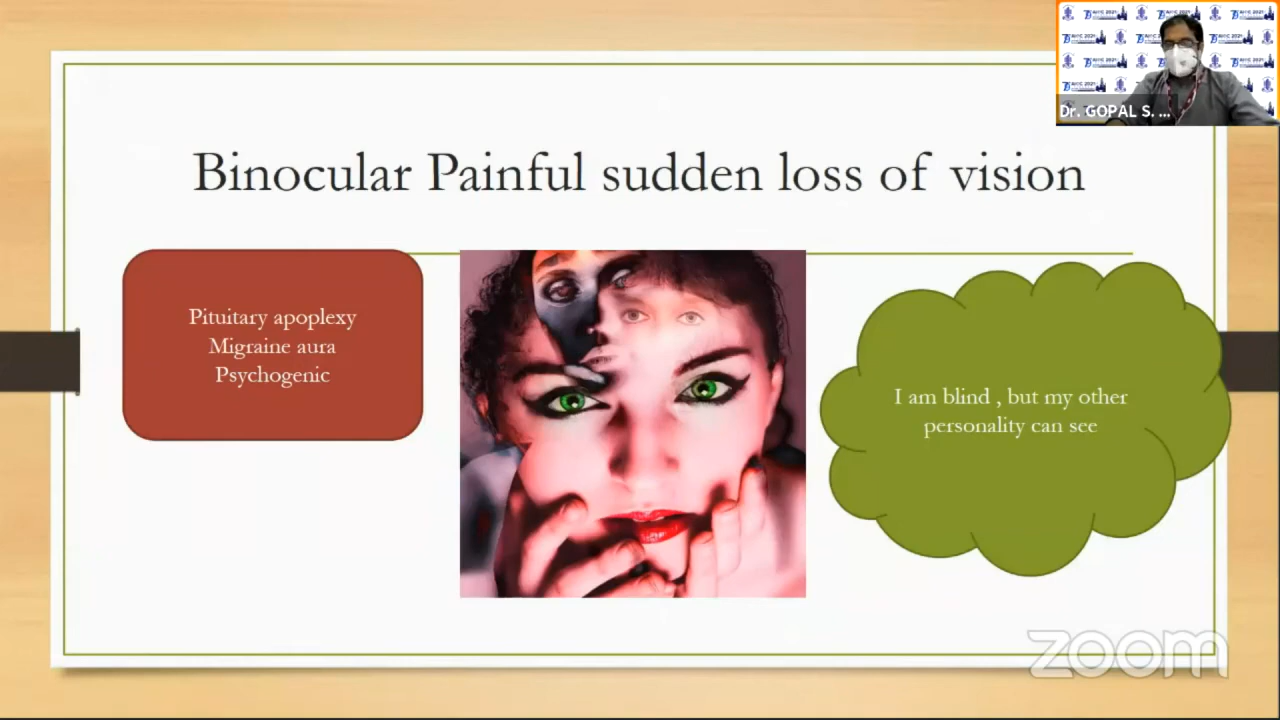 Dr. GOPAL S. ...
Binocular Painful sudden loss of vision
Pituitary apoplexy
Migraine aura
Psychogenic
I am blind , but my other
personality can see
zoom